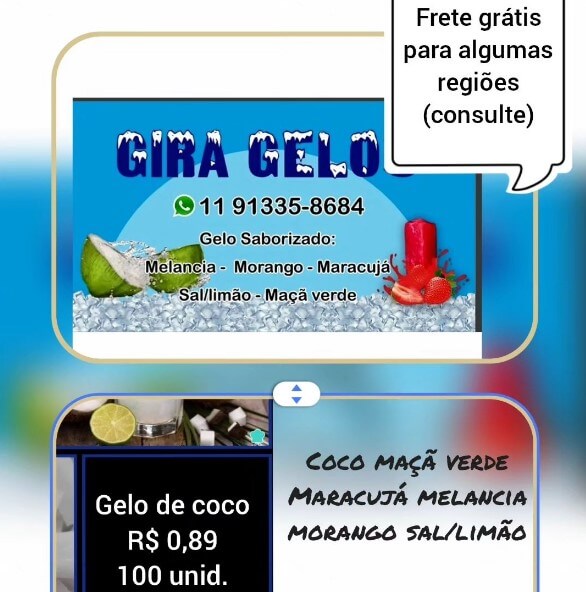 Frete grátis
para algumas
regiões
(consulte)
GIRA GELO
11 91335-8684
Gelo Saborizado:
Melancia - Morango - Maracujá
Sal/limão - Maçã verde
Coco maçã verde
Maracujá melancia
morango sal/limão
Gelo de coco
R$ 0,89
100 unid.